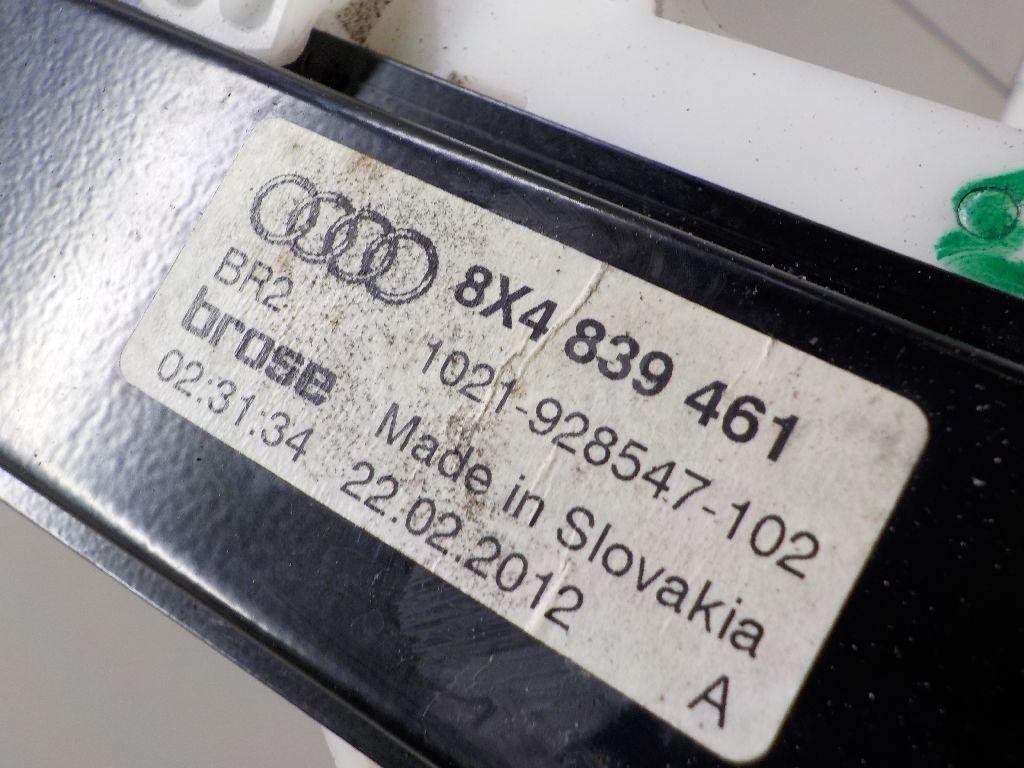 8X4 839 461
BR2 1021-928547-102
brose Made in Slovakia
02:31:34 22.02.2012 A